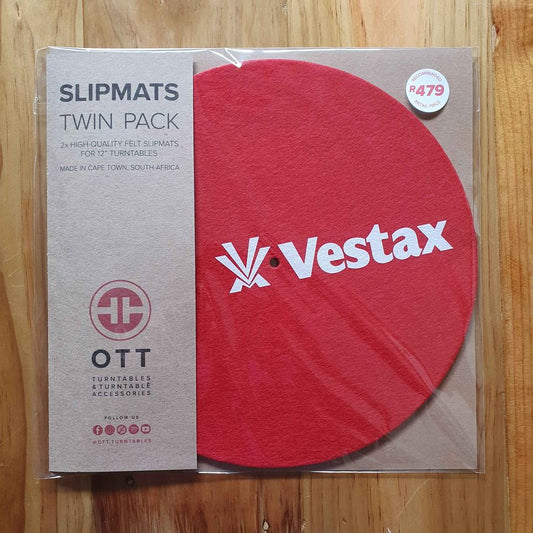 SLIPMATS
TWIN PACK
2x HIGH QUALITY FELT SLIPMATS
FOR 12" TURNTABLES
MADE IN CAPE TOWN, SOUTH AFRICA
OTT
TURNTABLES
& TURNTABLE
ACCESSORIES
FOLLOW US
@OTT.TURNTABLES
Vestax
RECOMMENDED
R479
RETAIL PRICE